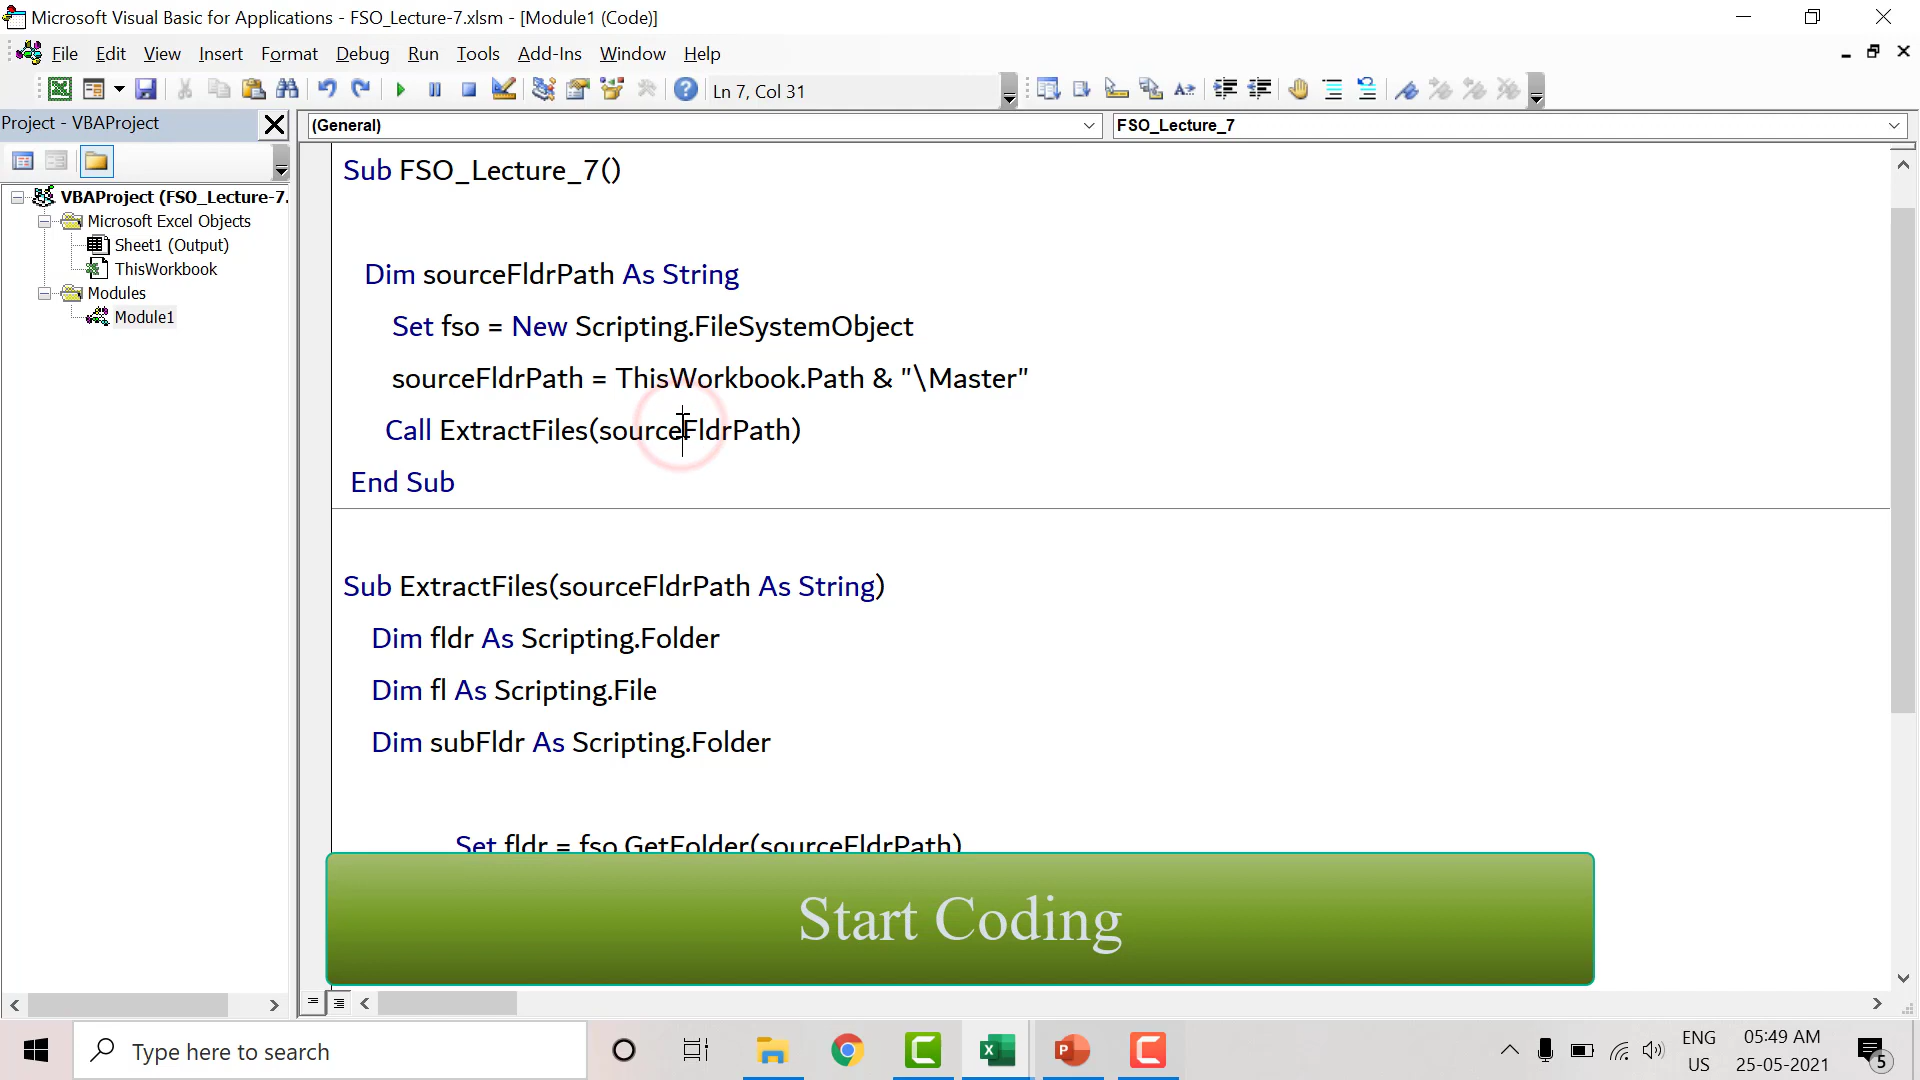 Microsoft Visual Basic for Applications - FSO_Lecture-7.xlsm - [Module1 (Code)]
File Edit View Insert Format Debug Run Tools Add-Ins Window Help
Ln 7, Col 31
Project - VBAProject
(General)
FSO_Lecture_7
VBAProject (FSO_Lecture-7.
Microsoft Excel Objects
Sheet1 (Output)
ThisWorkbook
Modules
Module1
Sub FSO_Lecture_7()
Dim sourceFldrPath As String
Set fso = New Scripting.FileSystemObject
sourceFldrPath = ThisWorkbook.Path & "\Master"
Call ExtractFiles(sourceFldrPath)
End Sub
Sub ExtractFiles(sourceFldrPath As String)
Dim fldr As Scripting.Folder
Dim fl As Scripting.File
Dim subFldr As Scripting.Folder
Set fldr = fso.GetFolder(sourceFldrPath)
Start Coding
Type here to search
ENG
US
05:49 AM
25-05-2021
5